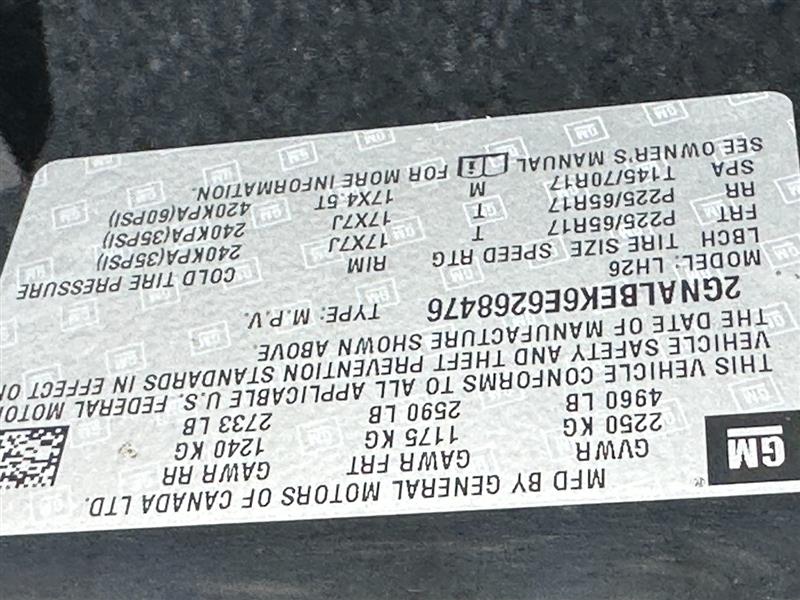 GM
MFD BY GENERAL MOTORS OF CANADA LTD.
GVWR GAWR FRT GAWR RR
2250 KG 1175 KG 1240 KG
4960 LB 2590 LB 2733 LB
THIS VEHICLE CONFORMS TO ALL APPLICABLE U.S. FEDERAL MOTOR
VEHICLE SAFETY AND THEFT PREVENTION STANDARDS IN EFFECT ON
THE DATE OF MANUFACTURE SHOWN ABOVE.
2GNALBEK6E6268476 TYPE: M.P.V.
MODEL: LH26
LBCH TIRE SIZE SPEED RTG RIM COLD TIRE PRESSURE
FRT P225/65R17 T 17X7J 240KPA(35PSI)
RR P225/65R17 T 17X7J 240KPA(35PSI)
SPA T145/70R17 M 17X4.5T 420KPA(60PSI)
SEE OWNER'S MANUAL FOR MORE INFORMATION.